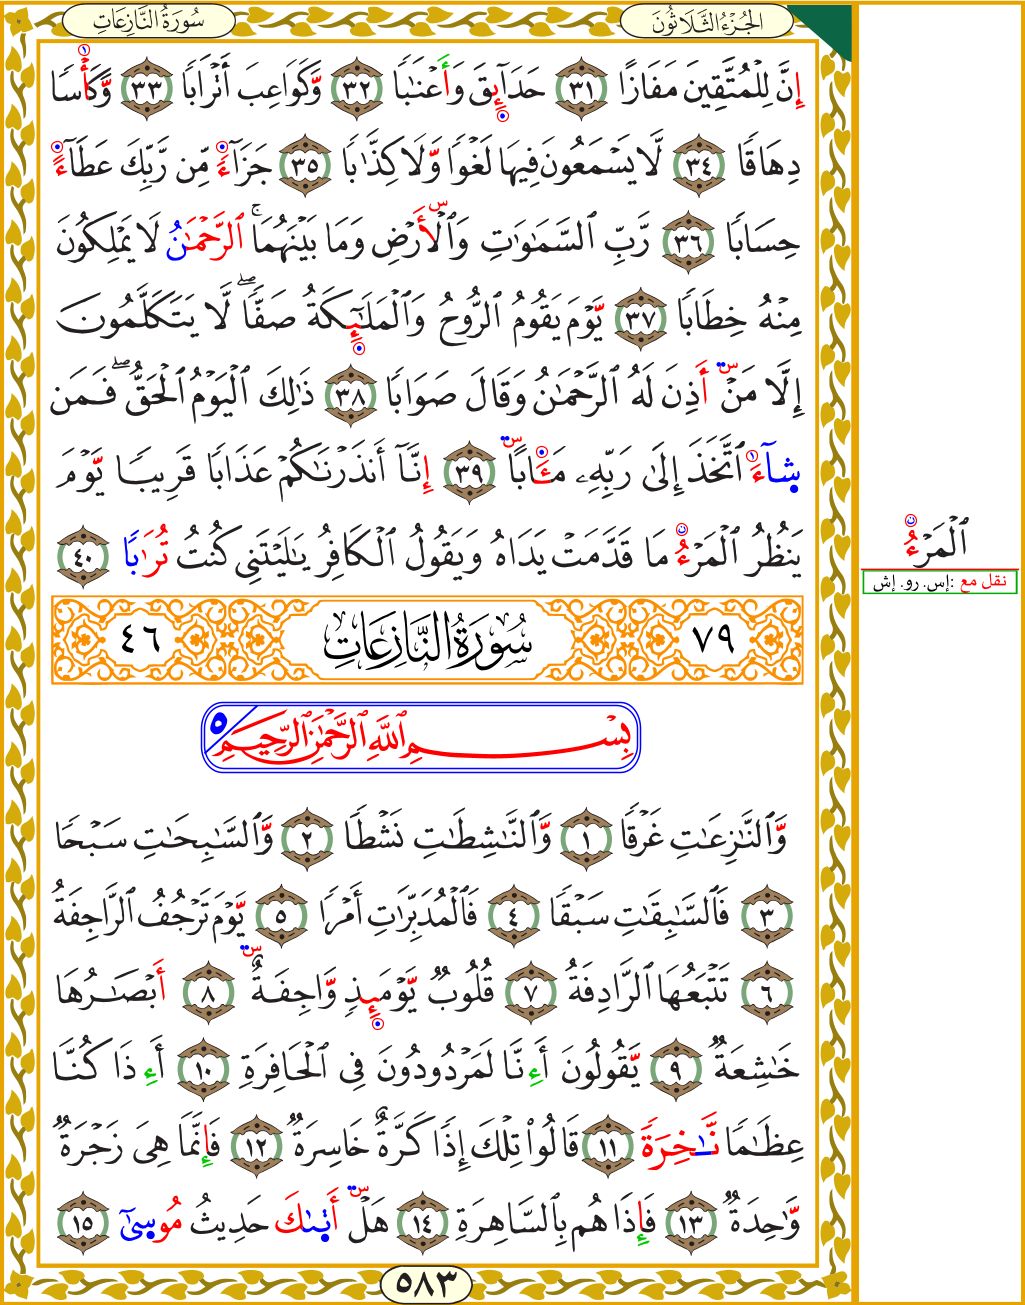 سُورَةُ النَّازِعَاتِ
الجُزْءُ الثَّلَاثُونَ
إِنَّ لِلْمُتَّقِينَ مَفَازًا ٣١ حَدَآئِقَ وَأَعْنَٰبًا ٣٢ وَّكَوَاعِبَ أَتْرَابًا ٣٣ وَّكَأْسًا
دِهَاقًا ٣٤ لَّا يَسْمَعُونَ فِيهَا لَغْوًا وَّلَا كِذَّٰبًا ٣٥ جَزَآءً مِّن رَّبِّكَ عَطَآءً
حِسَابًا ٣٦ رَّبِّ ٱلسَّمَٰوَٰتِ وَٱلْأَرْضِ وَمَا بَيْنَهُمَا ۚ ٱلرَّحْمَٰنُ لَا يَمْلِكُونَ
مِنْهُ خِطَابًا ٣٧ يَّوْمَ يَقُومُ ٱلرُّوحُ وَٱلْمَلَٰٓئِكَةُ صَفًّا ۖ لَّا يَتَكَلَّمُونَ
إِلَّا مَنْ أَذِنَ لَهُ ٱلرَّحْمَٰنُ وَقَالَ صَوَابًا ٣٨ ذَٰلِكَ ٱلْيَوْمُ ٱلْحَقُّ ۖ فَمَن
شَآءَ ٱتَّخَذَ إِلَىٰ رَبِّهِۦ مَـَٔابًا ٣٩ إِنَّآ أَنذَرْنَٰكُمْ عَذَابًا قَرِيبًا يَّوْمَ
يَنظُرُ ٱلْمَرْءُ مَا قَدَّمَتْ يَدَاهُ وَيَقُولُ ٱلْكَافِرُ يَٰلَيْتَنِى كُنتُ تُرَٰبًا ٤٠
ٱلْمَرْءُ
نقل مع :إس. رو. إش
٧٩ سُورَةُ النَّازِعَاتِ ٤٦
بِسْمِ ٱللَّهِ ٱلرَّحْمَٰنِ ٱلرَّحِيمِ ٥
وَّٱلنَّٰزِعَٰتِ غَرْقًا ١ وَّٱلنَّٰشِطَٰتِ نَشْطًا ٢ وَّٱلسَّٰبِحَٰتِ سَبْحًا
٣ فَٱلسَّٰبِقَٰتِ سَبْقًا ٤ فَٱلْمُدَبِّرَٰتِ أَمْرًا ٥ يَّوْمَ تَرْجُفُ ٱلرَّاجِفَةُ
٦ تَتْبَعُهَا ٱلرَّادِفَةُ ٧ قُلُوبٌ يَّوْمَئِذٍ وَّاجِفَةٌ ٨ أَبْصَٰرُهَا
خَٰشِعَةٌ ٩ يَّقُولُونَ أَءِنَّا لَمَرْدُودُونَ فِى ٱلْحَافِرَةِ ١٠ أَءِذَا كُنَّا
عِظَٰمًا نَّٰخِرَةً ١١ قَالُوا۟ تِلْكَ إِذًا كَرَّةٌ خَاسِرَةٌ ١٢ فَإِنَّمَا هِىَ زَجْرَةٌ
وَّٰحِدَةٌ ١٣ فَإِذَا هُم بِٱلسَّاهِرَةِ ١٤ هَلْ أَتَىٰكَ حَدِيثُ مُوسَىٰٓ ١٥
٥٨٣